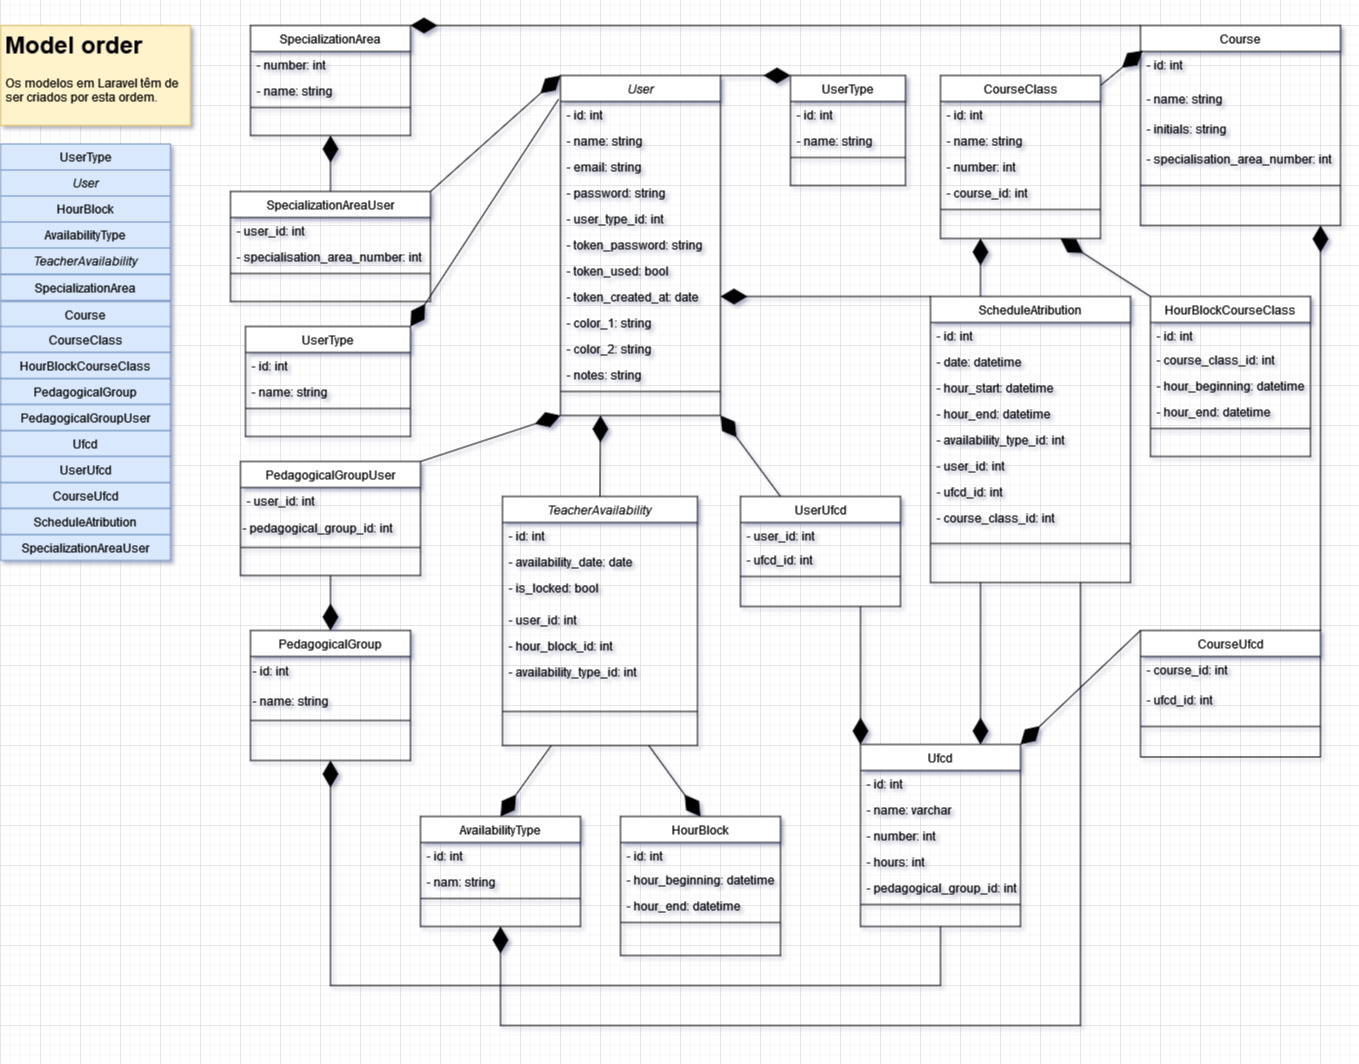 Model order
Os modelos em Laravel têm de
ser criados por esta ordem.
UserType
User
HourBlock
AvailabilityType
TeacherAvailability
SpecializationArea
Course
CourseClass
HourBlockCourseClass
PedagogicalGroup
PedagogicalGroupUser
Ufcd
UserUfcd
CourseUfcd
ScheduleAtribution
SpecializationAreaUser
SpecializationArea
- number: int
- name: string
SpecializationAreaUser
- user_id: int
- specialisation_area_number: int
UserType
- id: int
- name: string
PedagogicalGroupUser
- user_id: int
- pedagogical_group_id: int
PedagogicalGroup
- id: int
- name: string
User
- id: int
- name: string
- email: string
- password: string
- user_type_id: int
- token_password: string
- token_used: bool
- token_created_at: date
- color_1: string
- color_2: string
- notes: string
UserType
- id: int
- name: string
TeacherAvailability
- id: int
- availability_date: date
- is_locked: bool
- user_id: int
- hour_block_id: int
- availability_type_id: int
UserUfcd
- user_id: int
- ufcd_id: int
AvailabilityType
- id: int
- nam: string
HourBlock
- id: int
- hour_beginning: datetime
- hour_end: datetime
CourseClass
- id: int
- name: string
- number: int
- course_id: int
Course
- id: int
- name: string
- initials: string
- specialisation_area_number: int
ScheduleAtribution
- id: int
- date: datetime
- hour_start: datetime
- hour_end: datetime
- availability_type_id: int
- user_id: int
- ufcd_id: int
- course_class_id: int
HourBlockCourseClass
- id: int
- course_class_id: int
- hour_beginning: datetime
- hour_end: datetime
CourseUfcd
- course_id: int
- ufcd_id: int
Ufcd
- id: int
- name: varchar
- number: int
- hours: int
- pedagogical_group_id: int